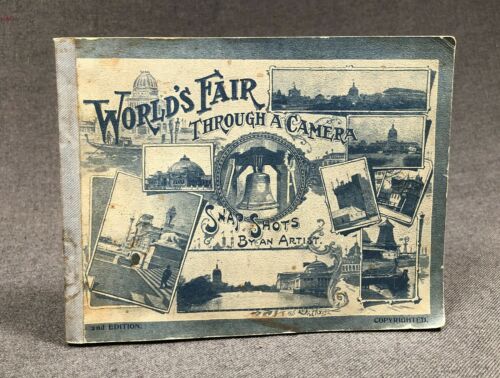 WORLD'S FAIR
THROUGH A CAMERA
SNAP SHOTS
BY AN ARTIST.
2nd EDITION.
COPYRIGHTED.